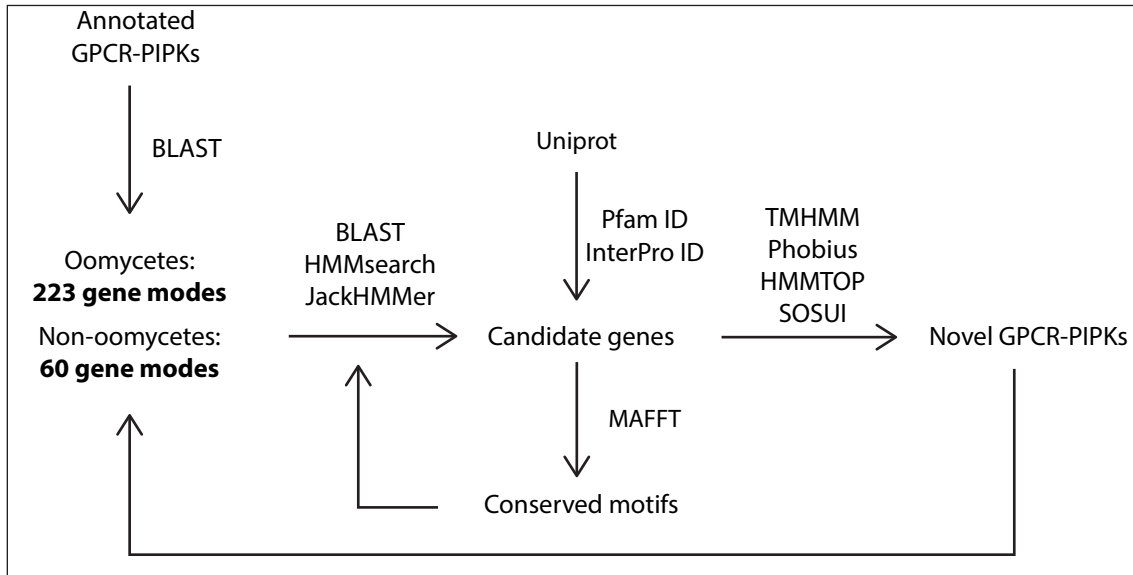 Annotated
GPCR-PIPKs
BLAST
Uniprot
Pfam ID
InterPro ID
Oomycetes:
223 gene modes
Non-oomycetes:
60 gene modes
BLAST
HMMsearch
JackHMMer
Candidate genes
TMHMM
Phobius
HMMTOP
SOSUI
Novel GPCR-PIPKs
MAFFT
Conserved motifs